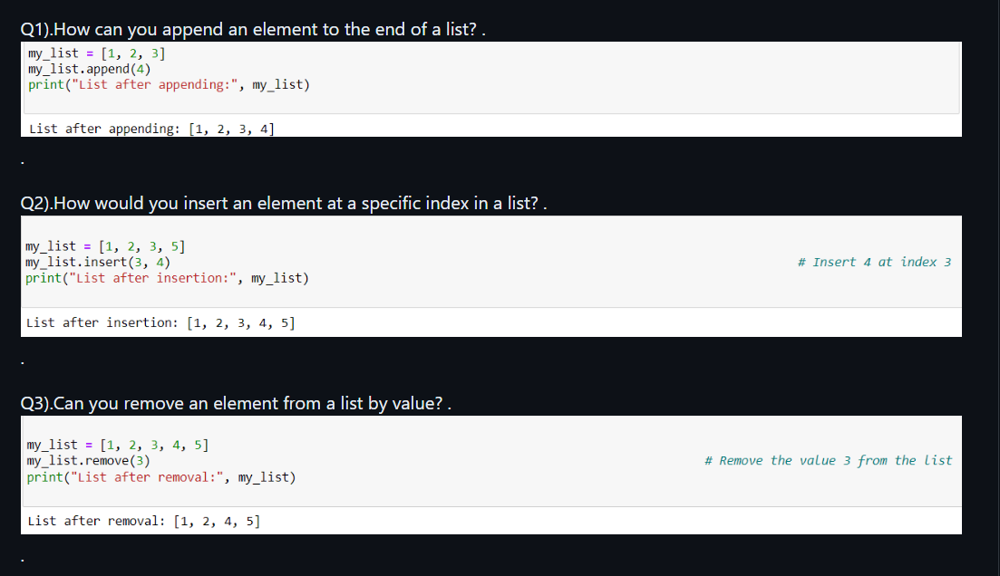 Q1).How can you append an element to the end of a list? .
my_list = [1, 2, 3]
my_list.append(4)
print("List after appending:", my_list)
List after appending: [1, 2, 3, 4]
.
Q2).How would you insert an element at a specific index in a list? .
my_list = [1, 2, 3, 5]
my_list.insert(3, 4) # Insert 4 at index 3
print("List after insertion:", my_list)
List after insertion: [1, 2, 3, 4, 5]
.
Q3).Can you remove an element from a list by value? .
my_list = [1, 2, 3, 4, 5]
my_list.remove(3) # Remove the value 3 from the list
print("List after removal:", my_list)
List after removal: [1, 2, 4, 5]
.